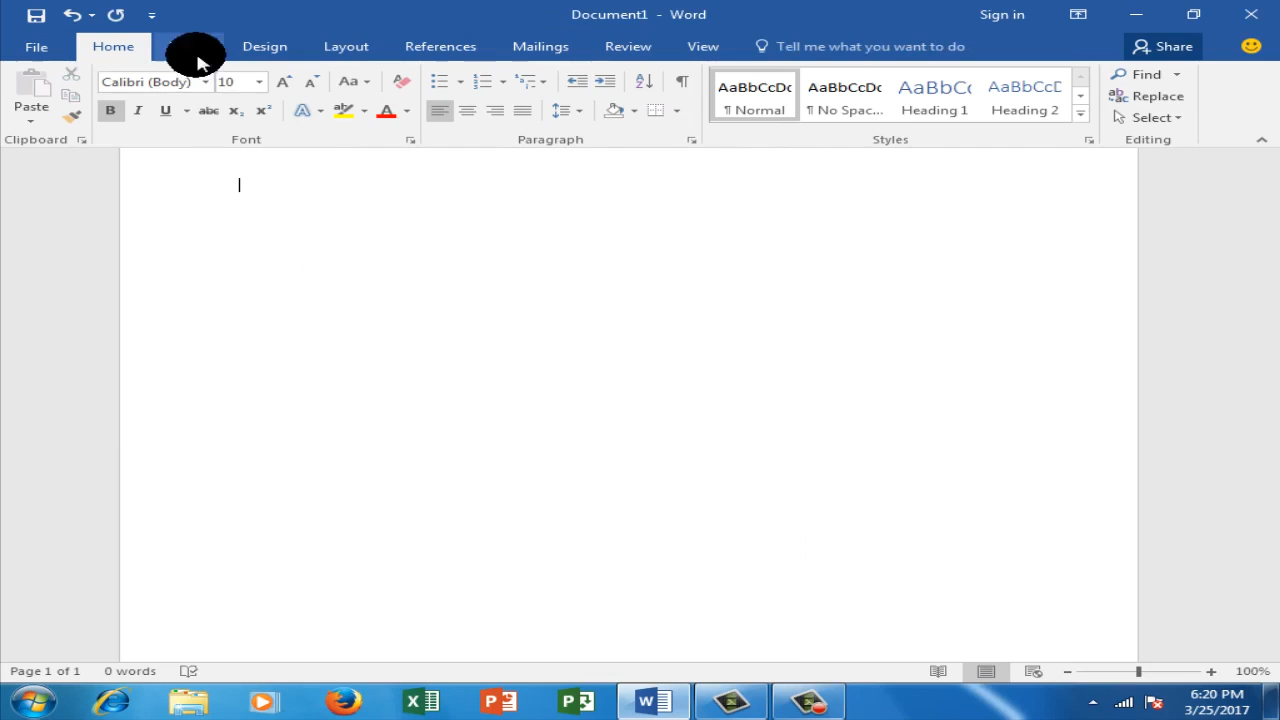 Document1 - Word
Sign in
File
Home
Design
Layout
References
Mailings
Review
View
Tell me what you want to do
Share
Paste
Calibri (Body)
10
Aa
B I U abc x₂ x²
A
A
AaBbCcDc
¶ Normal
AaBbCcDc
¶ No Spac...
AaBbC
Heading 1
AaBbCcD
Heading 2
Find
Replace
Select
Clipboard
Font
Paragraph
Styles
Editing
Page 1 of 1
0 words
100%
6:20 PM
3/25/2017